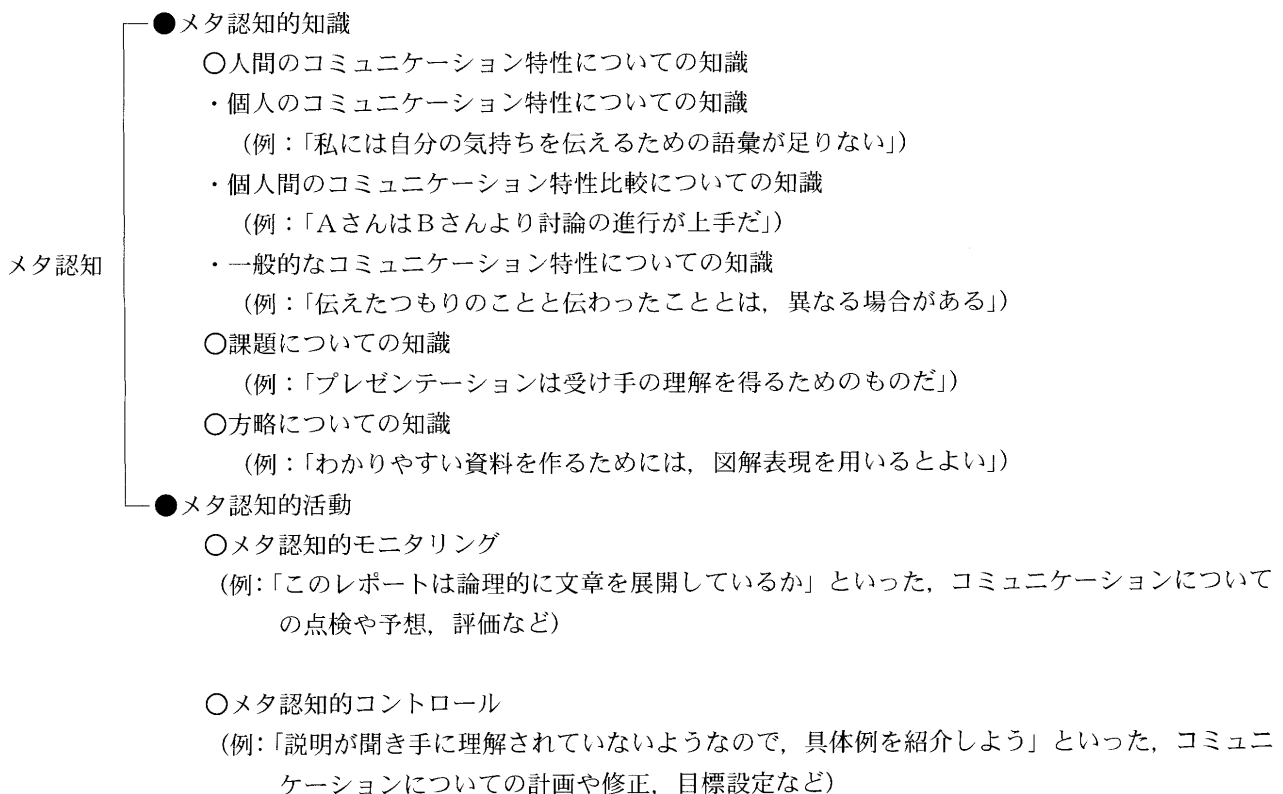 ●メタ認知的知識
○人間のコミュニケーション特性についての知識
・個人のコミュニケーション特性についての知識
（例：「私には自分の気持ちを伝えるための語彙が足りない」）
・個人間のコミュニケーション特性比較についての知識
（例：「AさんはBさんより討論の進行が上手だ」）
メタ認知
・一般的なコミュニケーション特性についての知識
（例：「伝えたつもりのことと伝わったこととは，異なる場合がある」）
○課題についての知識
（例：「プレゼンテーションは受け手の理解を得るためのものだ」）
○方略についての知識
（例：「わかりやすい資料を作るためには，図解表現を用いるとよい」）
●メタ認知的活動
○メタ認知的モニタリング
（例：「このレポートは論理的に文章を展開しているか」といった，コミュニケーションについて
の点検や予想，評価など）
○メタ認知的コントロール
（例：「説明が聞き手に理解されていないようなので，具体例を紹介しよう」といった，コミュニ
ケーションについての計画や修正，目標設定など）